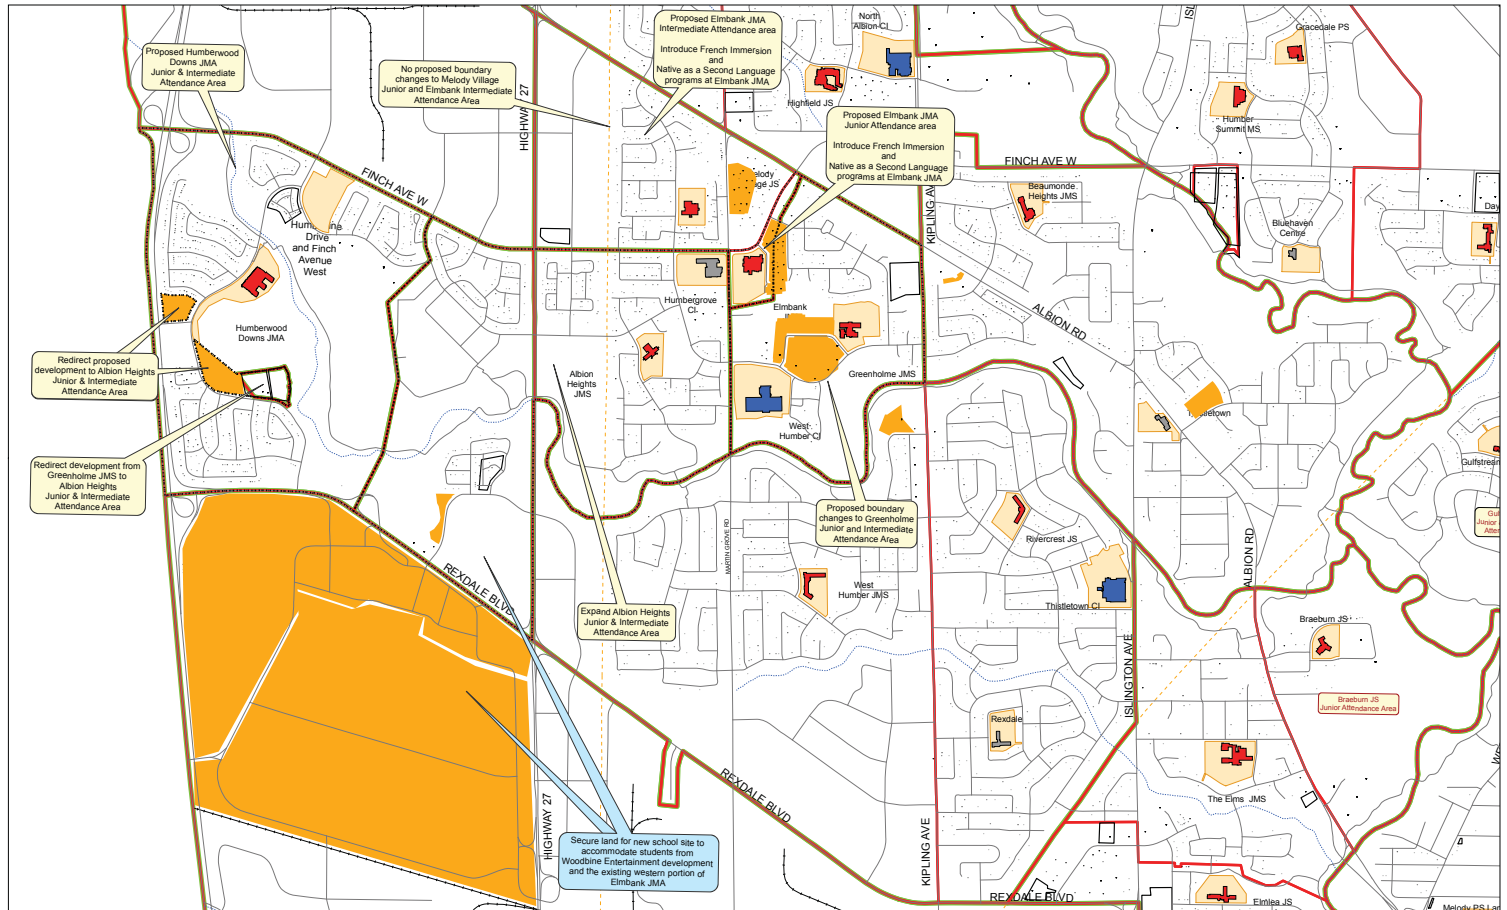 Proposed Humberwood
Downs JMA
Junior & Intermediate
Attendance Area
No proposed boundary
changes to Melody Village
Junior and Elmbank Intermediate
Attendance Area
Proposed Elmbank JMA
Intermediate Attendance area
Introduce French Immersion
and
Native as a Second Language
programs at Elmbank JMA
North
Albion CI
Highfield JS
Gracedale PS
Humber
Summit MS
HIGHWAY 27
Proposed Elmbank JMA
Junior Attendance area
Introduce French Immersion
and
Native as a Second Language
programs at Elmbank JMA
FINCH AVE W
FINCH AVE W
KIPLING AV
Beaumonde
Heights JMS
Bluehaven
Centre
Day
Drive
and Finch
Avenue
West
Humberwood
Downs JMA
Humbergrove
CI
Elmbank
ALBION RD
Redirect proposed
development to Albion Heights
Junior & Intermediate
Attendance Area
Albion
Heights
JMS
Greenholme JMS
West
Humber CI
Redirect development from
Greenholme JMS to
Albion Heights
Junior & Intermediate
Attendance Area
Proposed boundary
changes to Greenholme
Junior and Intermediate
Attendance Area
MARTIN GROVE RD
Rivercrest JS
Gulfstream
ALBION RD
REXDALE BLVD
West
Humber JMS
Thistletown CI
Expand Albion Heights
Junior & Intermediate
Attendance Area
Braeburn JS
Braeburn JS
Junior Attendance Area
ISLINGTON AVE
Rexdale
REXDALE BLVD
The Elms JMS
HIGHWAY 27
Secure land for new school site to
accommodate students from
Woodbine Entertainment development
and the existing western portion of
Elmbank JMA
KIPLING AVE
REXDALE BLVD
Elmlea JS